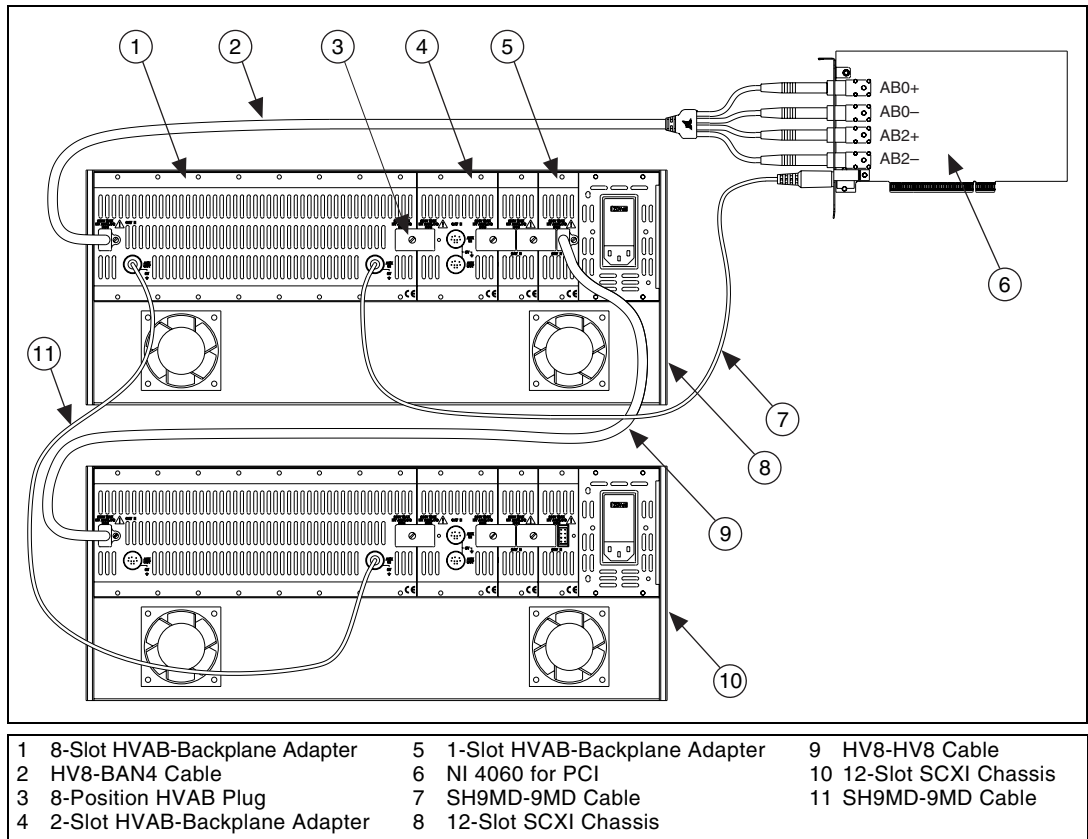 1
2
3
4
5
AB0+
AB0–
AB2+
AB2–
6
11
7
8
9
10
1 8-Slot HVAB-Backplane Adapter
2 HV8-BAN4 Cable
3 8-Position HVAB Plug
4 2-Slot HVAB-Backplane Adapter
5 1-Slot HVAB-Backplane Adapter
6 NI 4060 for PCI
7 SH9MD-9MD Cable
8 12-Slot SCXI Chassis
9 HV8-HV8 Cable
10 12-Slot SCXI Chassis
11 SH9MD-9MD Cable